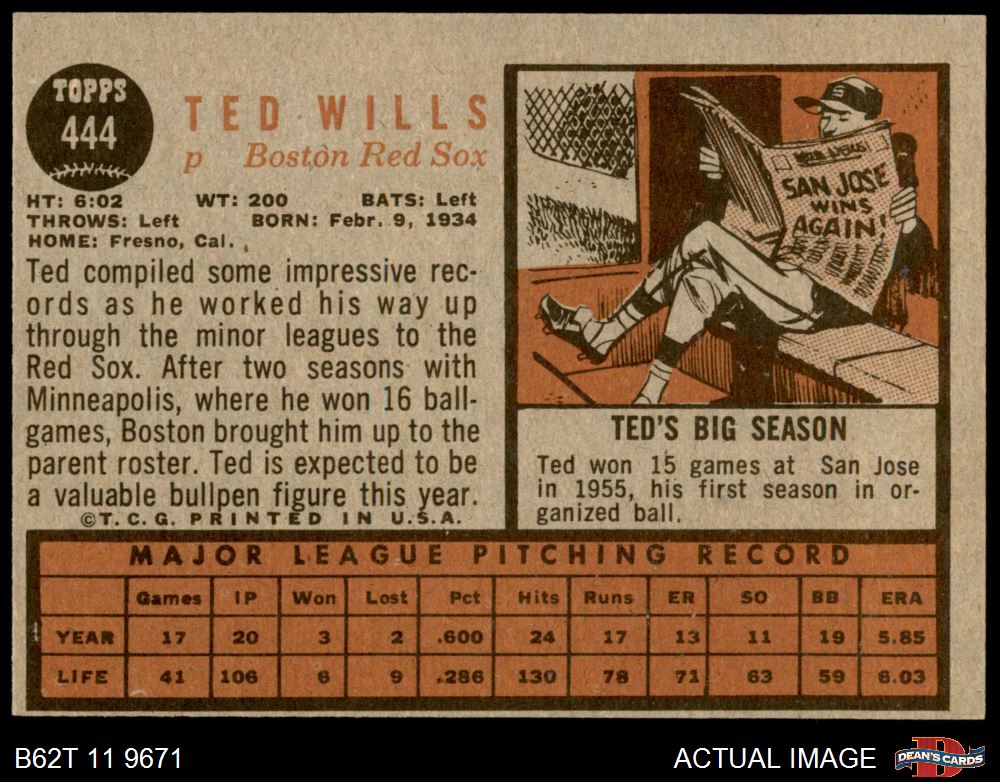 TOPPS
444
TED WILLS
p Boston Red Sox
HT: 6:02 WT: 200 BATS: Left
THROWS: Left BORN: Febr. 9, 1934
HOME: Fresno, Cal.
Ted compiled some impressive rec-
ords as he worked his way up
through the minor leagues to the
Red Sox. After two seasons with
Minneapolis, where he won 16 ball-
games, Boston brought him up to the
parent roster. Ted is expected to be
a valuable bullpen figure this year.
©T.C.G. PRINTED IN U.S.A.
S
SAN JOSE
WINS
AGAIN!
TED'S BIG SEASON
Ted won 15 games at San Jose
in 1955, his first season in or-
ganized ball.
MAJOR LEAGUE PITCHING RECORD
Games IP Won Lost Pct Hits Runs ER SO BB ERA
YEAR 17 20 3 2 .600 24 17 13 11 19 5.85
LIFE 41 106 6 9 .286 130 78 71 63 59 6.03
B62T 11 9671
ACTUAL IMAGE
D
DEAN'S CARDS